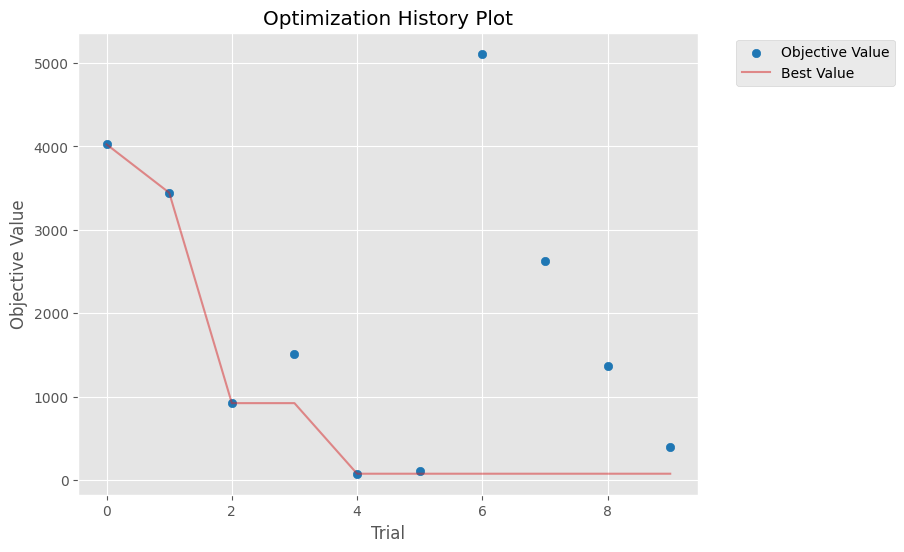 Optimization History Plot
Objective Value
Best Value
5000
4000
3000
2000
1000
0
Objective Value
0 2 4 6 8
Trial